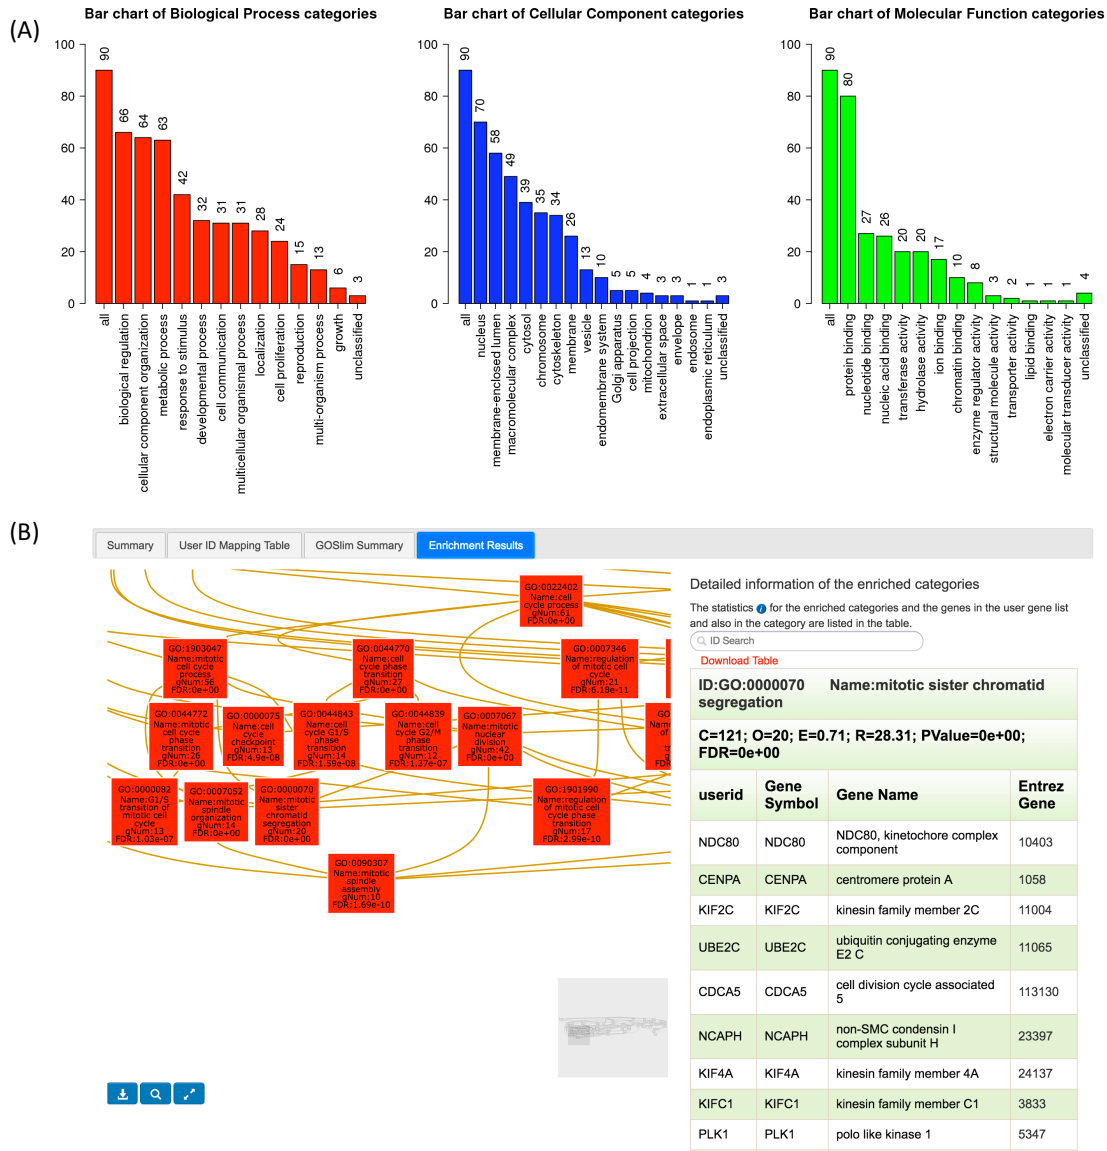 (A)
Bar chart of Biological Process categories
100
80
60
40
20
0
90
66
64
63
42
32
31
31
28
24
15
13
6
3
all
biological regulation
cellular component organization
metabolic process
response to stimulus
developmental process
cell communication
multicellular organismal process
localization
cell proliferation
reproduction
multi-organism process
growth
unclassified
Bar chart of Cellular Component categories
100
80
60
40
20
0
90
70
58
49
39
35
34
26
13
10
5
5
4
3
3
1
1
3
all
nucleus
membrane-enclosed lumen
macromolecular complex
cytosol
chromosome
cytoskeleton
membrane
vesicle
endomembrane system
Golgi apparatus
cell projection
mitochondrion
extracellular space
envelope
endosome
endoplasmic reticulum
unclassified
Bar chart of Molecular Function categories
100
80
60
40
20
0
90
80
27
26
20
20
17
10
8
3
2
1
1
1
4
all
protein binding
nucleotide binding
nucleic acid binding
transferase activity
hydrolase activity
ion binding
chromatin binding
enzyme regulator activity
structural molecule activity
transporter activity
lipid binding
electron carrier activity
molecular transducer activity
unclassified
(B)
Summary
User ID Mapping Table
GOSlim Summary
Enrichment Results
GO:0022402
Name:cell
cycle process
gNum:61
FDR:0e+00
GO:1903047
Name:mitotic
cell cycle
process
gNum:56
FDR:0e+00
GO:0044770
Name:cell
cycle phase
transition
gNum:27
FDR:0e+00
GO:0007346
Name:regulation
of mitotic cell
cycle
gNum:21
FDR:6.18e-11
GO:0044772
Name:mitotic
cell cycle
phase
transition
gNum:26
FDR:0e+00
GO:0000075
Name:cell
cycle
checkpoint
gNum:13
FDR:4.9e-08
GO:0044843
Name:cell
cycle G1/S
phase
transition
gNum:14
FDR:1.59e-08
GO:0044839
Name:cell
cycle G2/M
phase
transition
gNum:12
FDR:1.37e-07
GO:0007067
Name:mitotic
nuclear
division
gNum:42
FDR:0e+00
GO:0000082
Name:G1/S
transition of
mitotic cell
cycle
gNum:13
FDR:1.03e-07
GO:0007052
Name:mitotic
spindle
organization
gNum:14
FDR:0e+00
GO:0000070
Name:mitotic
sister
chromatid
segregation
gNum:20
FDR:0e+00
GO:1901990
Name:regulation
of mitotic cell
cycle phase
transition
gNum:17
FDR:2.99e-10
GO:0090307
Name:mitotic
spindle
assembly
gNum:10
FDR:1.69e-10
Detailed information of the enriched categories
The statistics i for the enriched categories and the genes in the user gene list
and also in the category are listed in the table.
ID Search
Download Table
ID:GO:0000070 Name:mitotic sister chromatid
segregation
C=121; O=20; E=0.71; R=28.31; PValue=0e+00;
FDR=0e+00
userid Gene Symbol Gene Name Entrez Gene
NDC80 NDC80 NDC80, kinetochore complex component 10403
CENPA CENPA centromere protein A 1058
KIF2C KIF2C kinesin family member 2C 11004
UBE2C UBE2C ubiquitin conjugating enzyme E2 C 11065
CDCA5 CDCA5 cell division cycle associated 5 113130
NCAPH NCAPH non-SMC condensin I complex subunit H 23397
KIF4A KIF4A kinesin family member 4A 24137
KIFC1 KIFC1 kinesin family member C1 3833
PLK1 PLK1 polo like kinase 1 5347